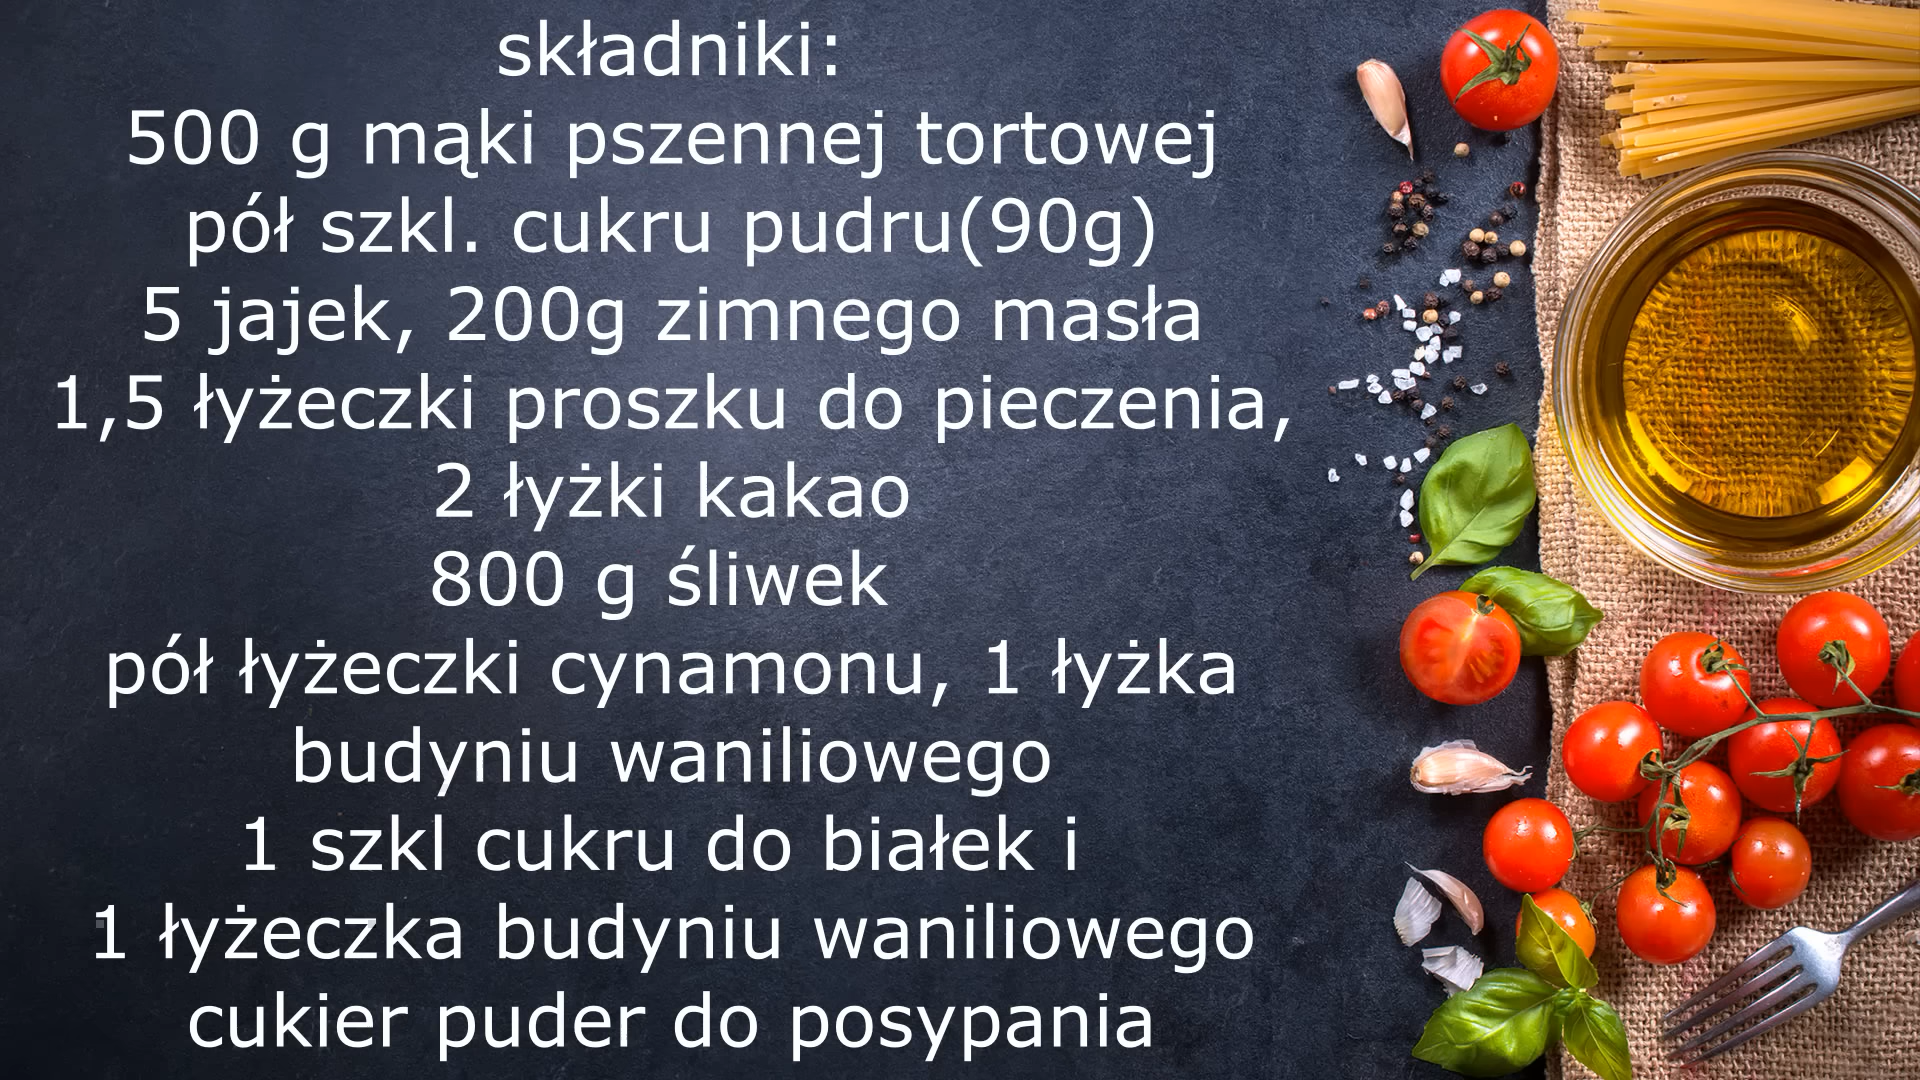 składniki:
500 g mąki pszennej tortowej
pół szkl. cukru pudru(90g)
5 jajek, 200g zimnego masła
1,5 łyżeczki proszku do pieczenia,
2 łyżki kakao
800 g śliwek
pół łyżeczki cynamonu, 1 łyżka
budyniu waniliowego
1 szkl cukru do białek i
1 łyżeczka budyniu waniliowego
cukier puder do posypania